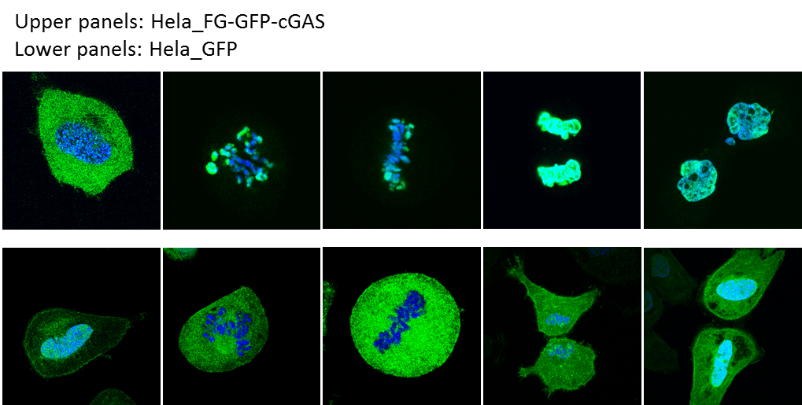 Upper panels: Hela_FG-GFP-cGAS
Lower panels: Hela_GFP